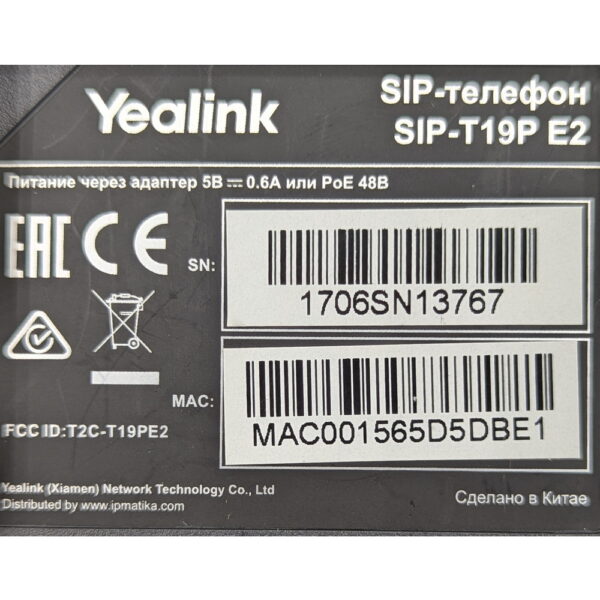 Yealink
SIP-телефон
SIP-T19P E2
Питание через адаптер 5В ⎓ 0.6А или PoE 48В
EAC CE
SN:
1706SN13767
MAC:
MAC001565D5DBE1
FCC ID:T2C-T19PE2
Yealink (Xiamen) Network Technology Co., Ltd
Distributed by www.ipmatika.com
Сделано в Китае